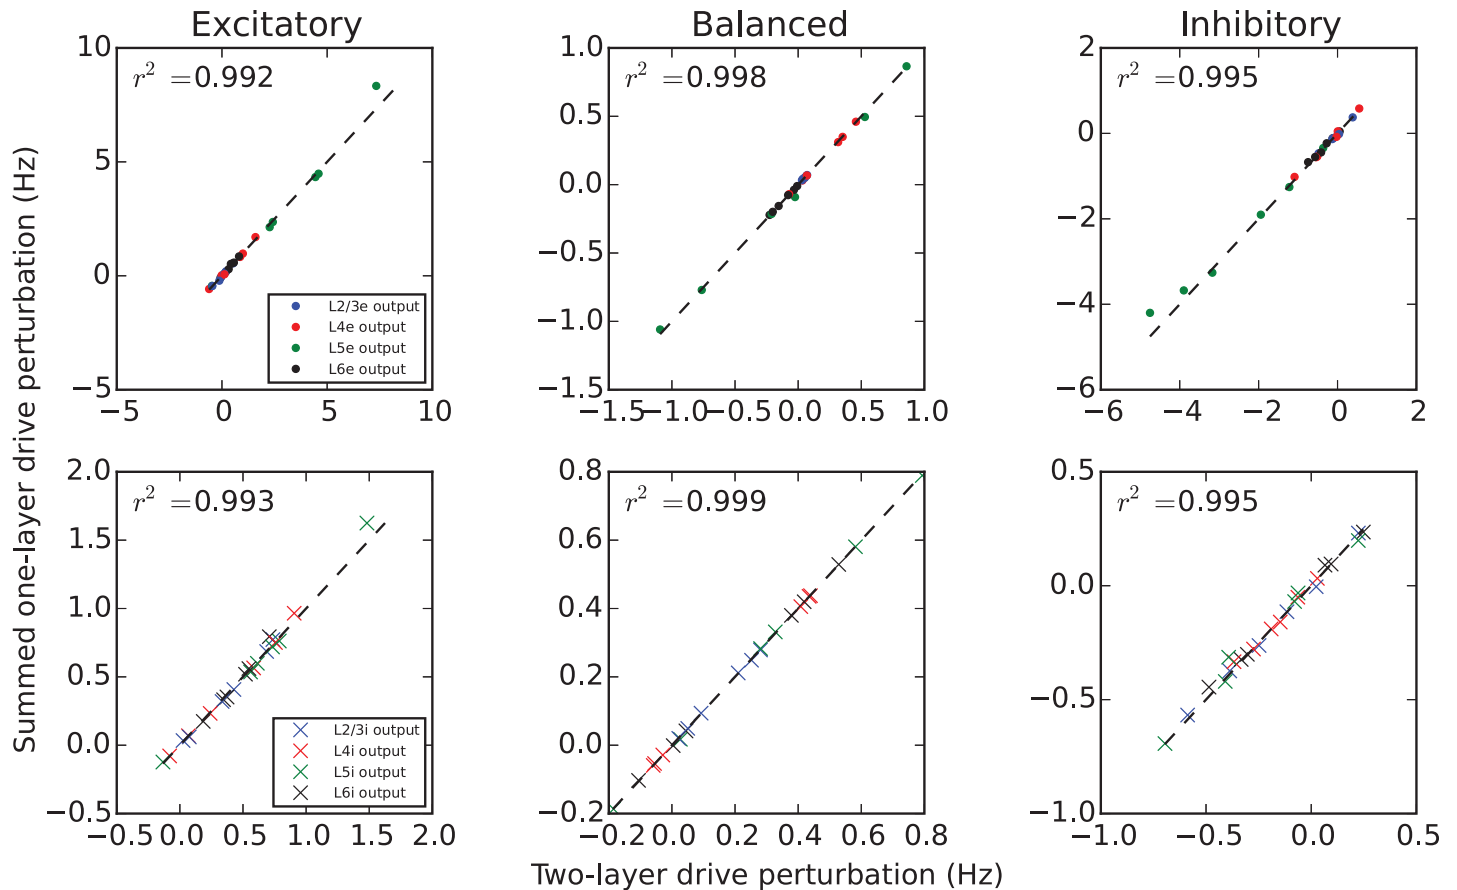 Excitatory
Balanced
Inhibitory
Summed one-layer drive perturbation (Hz)
10
5
0
−5
r² =0.992
L2/3e output
L4e output
L5e output
L6e output
−5 0 5 10
1.0
0.5
0.0
−0.5
−1.0
−1.5
r² =0.998
−1.5 −1.0 −0.5 0.0 0.5 1.0
2
0
−2
−4
−6
r² =0.995
−6 −4 −2 0 2
2.0
1.5
1.0
0.5
0.0
−0.5
r² =0.993
L2/3i output
L4i output
L5i output
L6i output
−0.5 0.0 0.5 1.0 1.5 2.0
0.8
0.6
0.4
0.2
0.0
−0.2
r² =0.999
−0.2 0.0 0.2 0.4 0.6 0.8
0.5
0.0
−0.5
−1.0
r² =0.995
−1.0 −0.5 0.0 0.5
Two-layer drive perturbation (Hz)